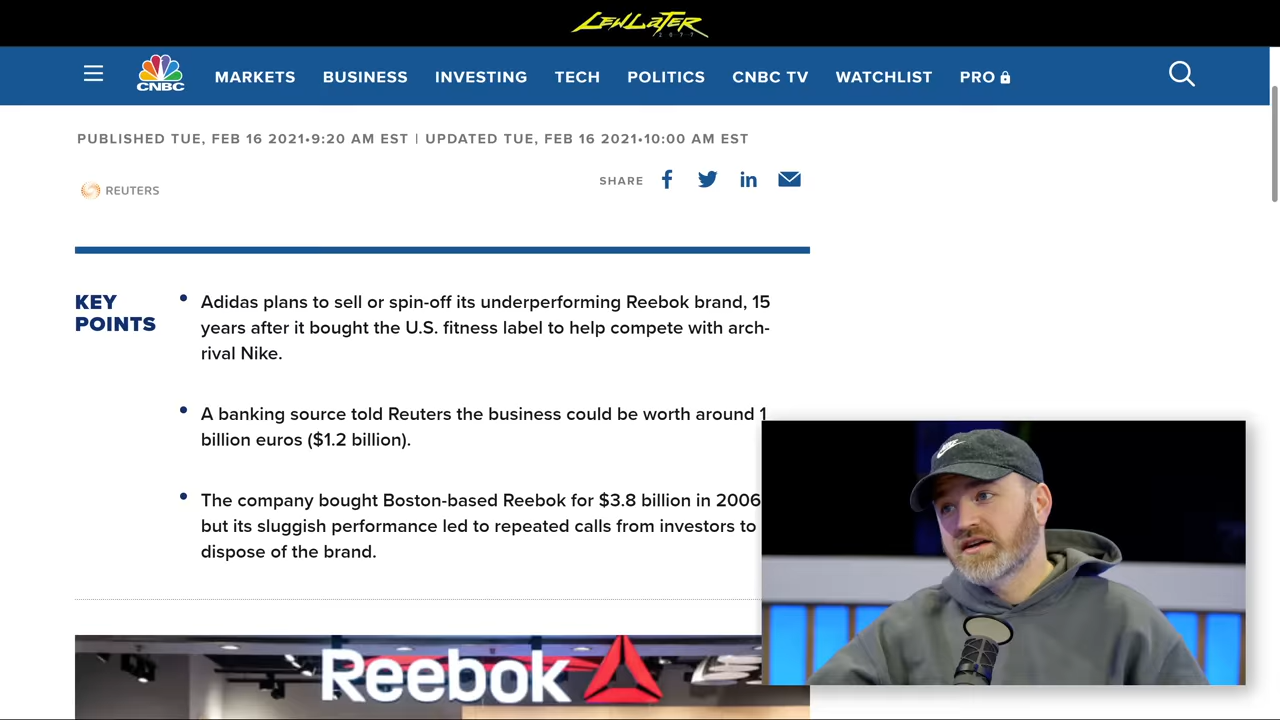 LEWLATER
2077
CNBC
MARKETS BUSINESS INVESTING TECH POLITICS CNBC TV WATCHLIST PRO
PUBLISHED TUE, FEB 16 2021•9:20 AM EST | UPDATED TUE, FEB 16 2021•10:00 AM EST
REUTERS
SHARE
KEY
POINTS
• Adidas plans to sell or spin-off its underperforming Reebok brand, 15
years after it bought the U.S. fitness label to help compete with arch-
rival Nike.
• A banking source told Reuters the business could be worth around 1
billion euros ($1.2 billion).
• The company bought Boston-based Reebok for $3.8 billion in 2006
but its sluggish performance led to repeated calls from investors to
dispose of the brand.
Reebok